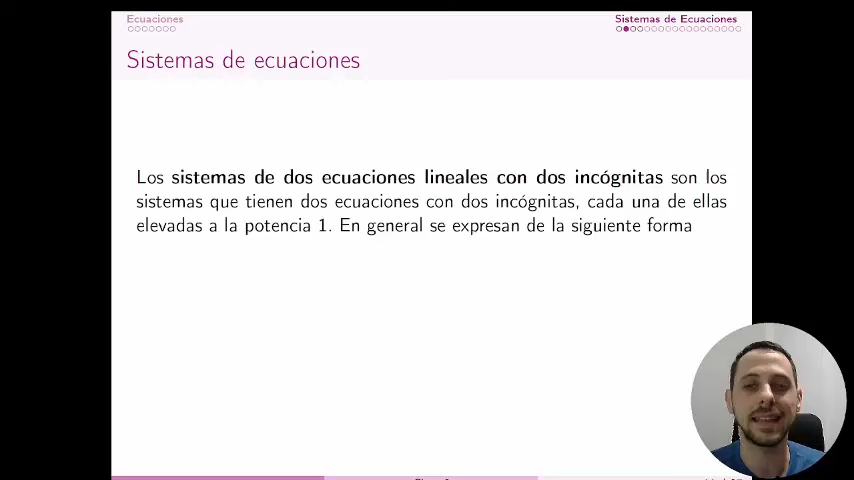 Ecuaciones
Sistemas de Ecuaciones
Sistemas de ecuaciones
Los sistemas de dos ecuaciones lineales con dos incógnitas son los
sistemas que tienen dos ecuaciones con dos incógnitas, cada una de ellas
elevadas a la potencia 1. En general se expresan de la siguiente forma